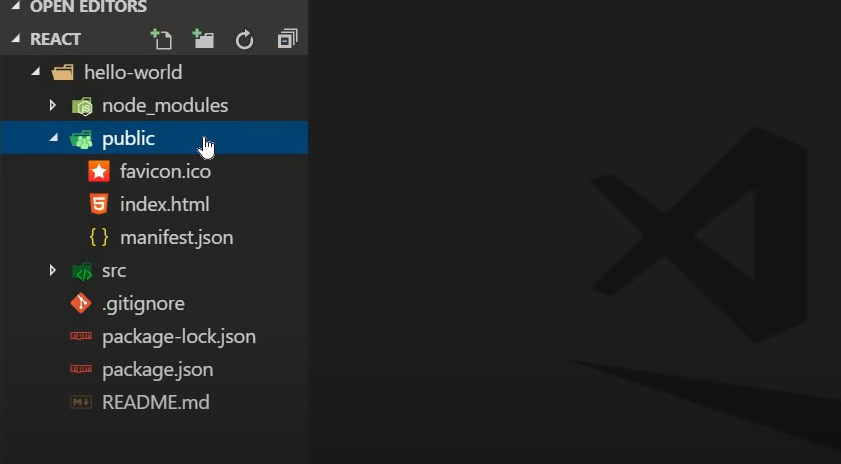 OPEN EDITORS
REACT
hello-world
node_modules
public
favicon.ico
index.html
manifest.json
src
.gitignore
package-lock.json
package.json
README.md